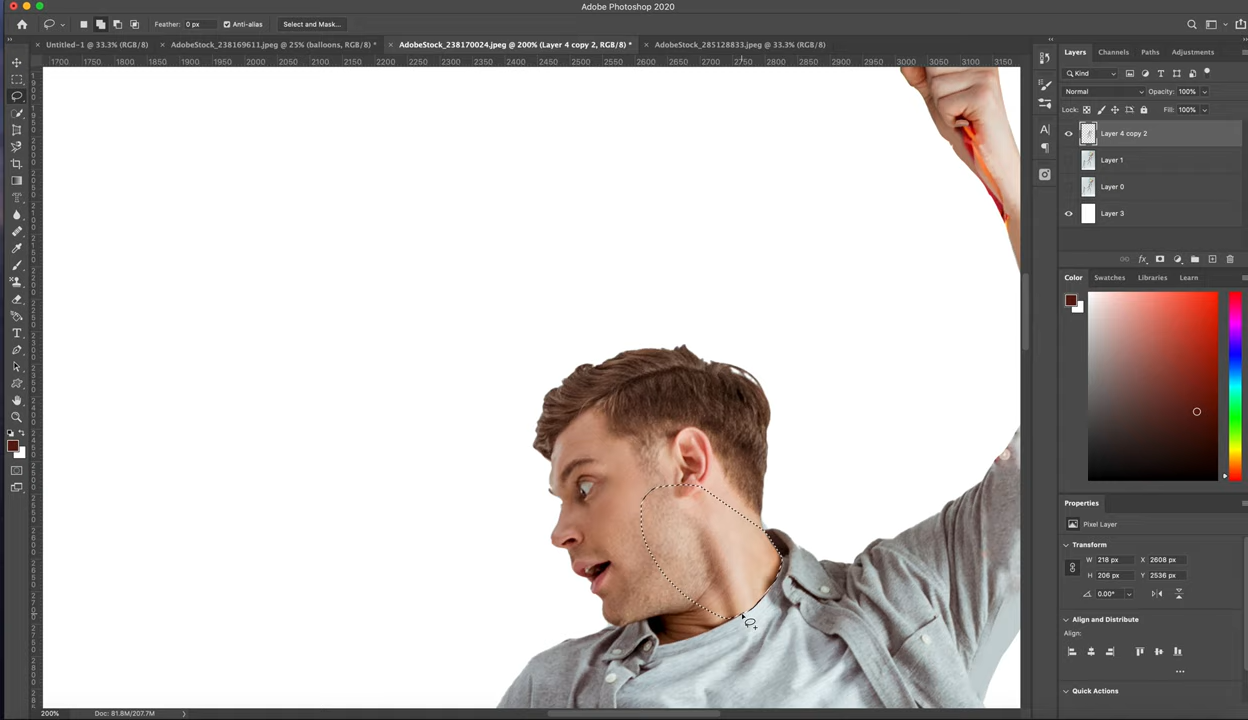 Adobe Photoshop 2020
Feather: 0 px Anti-alias Select and Mask...
Untitled-1 @ 33.3% (RGB/8) AdobeStock_238169611.jpeg @ 25% (balloons, RGB/8) * AdobeStock_238170024.jpeg @ 200% (Layer 4 copy 2, RGB/8) * AdobeStock_285128833.jpeg @ 33.3% (RGB/8)
1700 1750 1800 1850 1900 1950 2000 2050 2100 2150 2200 2250 2300 2350 2400 2450 2500 2550 2600 2650 2700 2750 2800 2850 2900 2950 3000 3050 3100 3150
Layers Channels Paths Adjustments
Kind
Normal Opacity: 100%
Lock: Fill: 100%
Layer 4 copy 2
Layer 1
Layer 0
Layer 3
fx
Color Swatches Libraries Learn
Properties
Pixel Layer
Transform
W 218 px X 2608 px
H 206 px Y 2536 px
0.00°
Align and Distribute
Align:
...
Quick Actions
200% Doc: 81.8M/207.7M